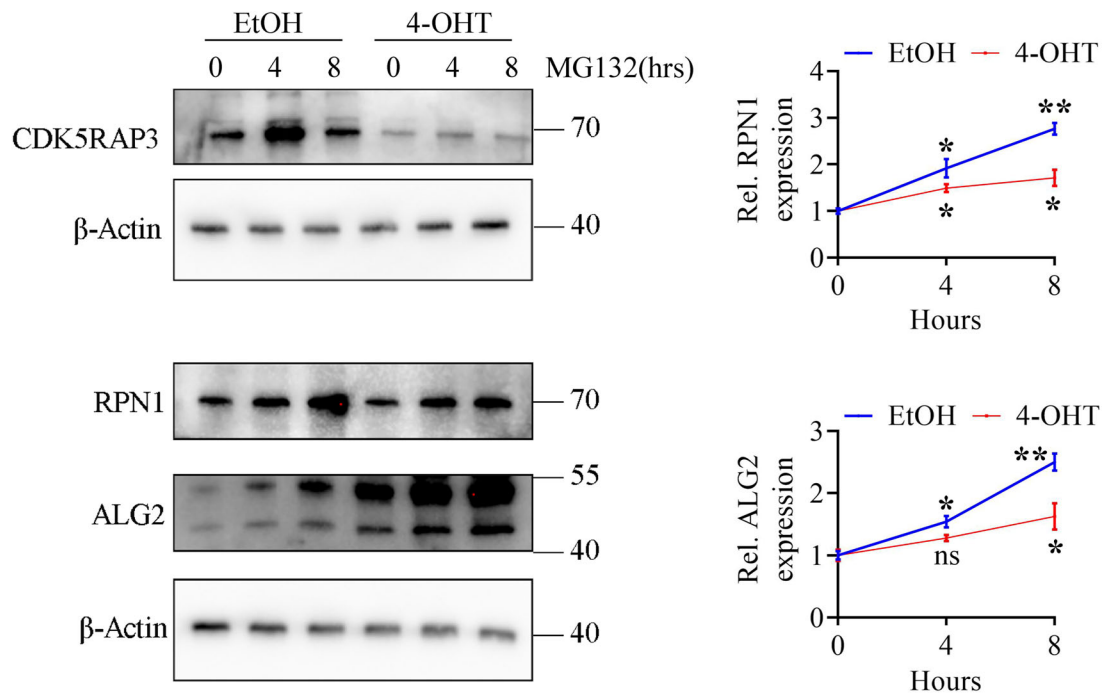 EtOH 4-OHT
0 4 8 0 4 8 MG132(hrs)
CDK5RAP3 70
β-Actin 40
RPN1 70
ALG2 55
40
β-Actin 40
EtOH 4-OHT
Rel. RPN1
expression
4
3
2
1
0
**
*
*
*
0 4 8
Hours
EtOH 4-OHT
Rel. ALG2
expression
3
2
1
0
**
*
ns
*
0 4 8
Hours